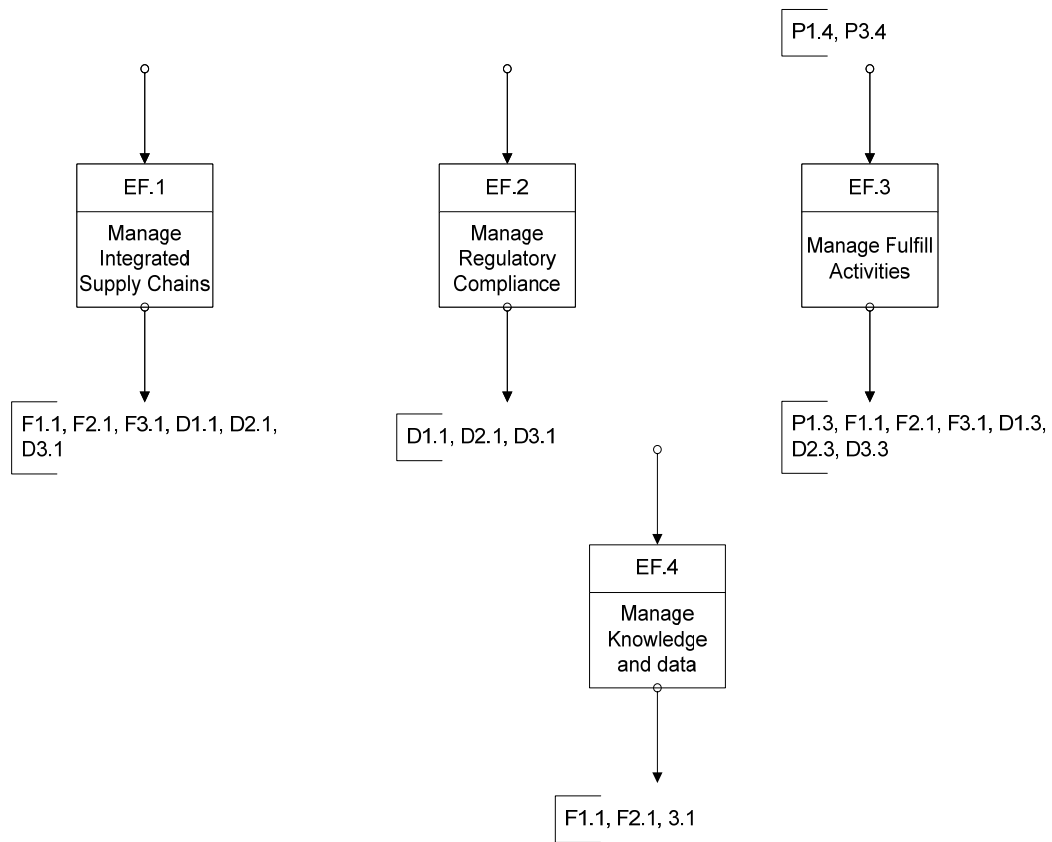 P1.4, P3.4
EF.1
Manage
Integrated
Supply Chains
EF.2
Manage
Regulatory
Compliance
EF.3
Manage Fulfill
Activities
F1.1, F2.1, F3.1, D1.1, D2.1,
D3.1
D1.1, D2.1, D3.1
P1.3, F1.1, F2.1, F3.1, D1.3,
D2.3, D3.3
EF.4
Manage
Knowledge
and data
F1.1, F2.1, 3.1